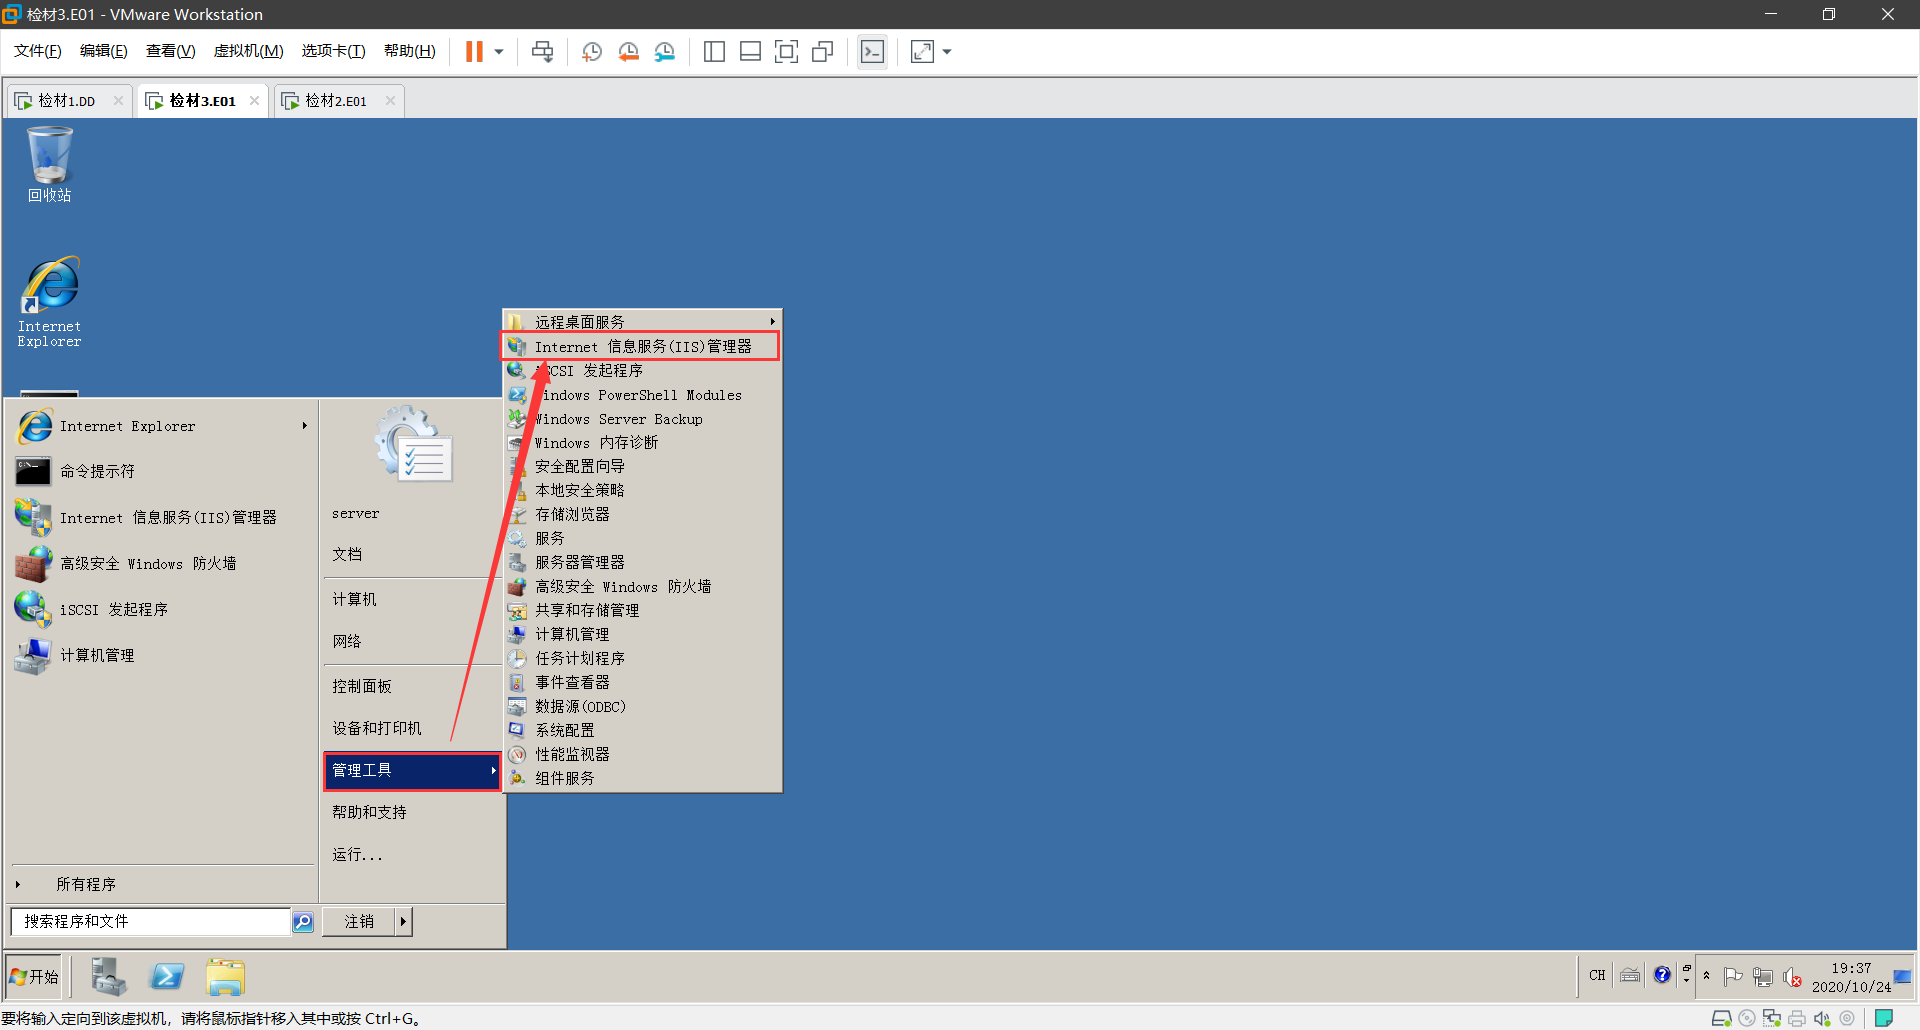 检材3.E01 - VMware Workstation
文件(F) 编辑(E) 查看(V) 虚拟机(M) 选项卡(T) 帮助(H)
检材1.DD
检材3.E01
检材2.E01
回收站
Internet
Explorer
远程桌面服务
Internet 信息服务(IIS)管理器
SCSI 发起程序
indows PowerShell Modules
Windows Server Backup
Windows 内存诊断
安全配置向导
本地安全策略
存储浏览器
服务
服务器管理器
高级安全 Windows 防火墙
共享和存储管理
计算机管理
任务计划程序
事件查看器
数据源(ODBC)
系统配置
性能监视器
组件服务
Internet Explorer
命令提示符
Internet 信息服务(IIS)管理器
高级安全 Windows 防火墙
iSCSI 发起程序
计算机管理
所有程序
搜索程序和文件
server
文档
计算机
网络
控制面板
设备和打印机
管理工具
帮助和支持
运行...
注销
开始
CH
19:37
2020/10/24
要将输入定向到该虚拟机，请将鼠标指针移入其中或按 Ctrl+G。